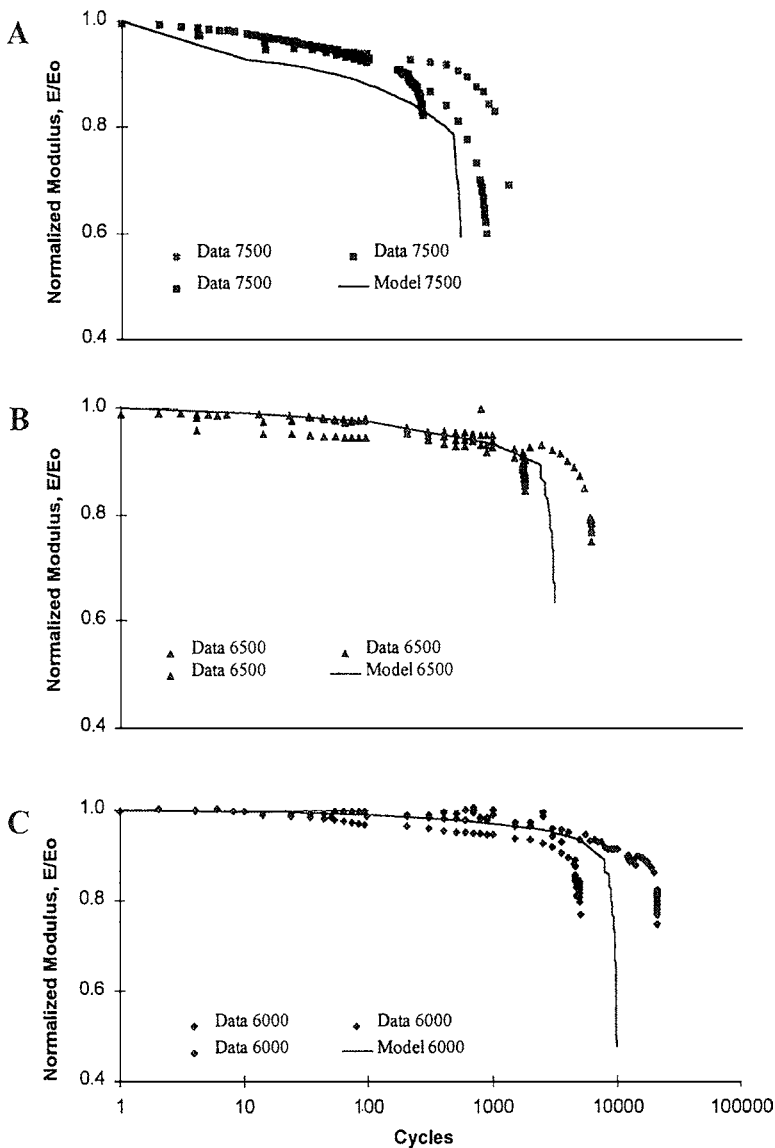 A
Normalized Modulus, E/Eo
1.0
0.8
0.6
0.4
Data 7500
Data 7500
Data 7500
Model 7500
B
Normalized Modulus, E/Eo
1.0
0.8
0.6
0.4
Data 6500
Data 6500
Data 6500
Model 6500
C
Normalized Modulus, E/Eo
1.0
0.8
0.6
0.4
Data 6000
Data 6000
Data 6000
Model 6000
1 10 100 1000 10000 100000
Cycles